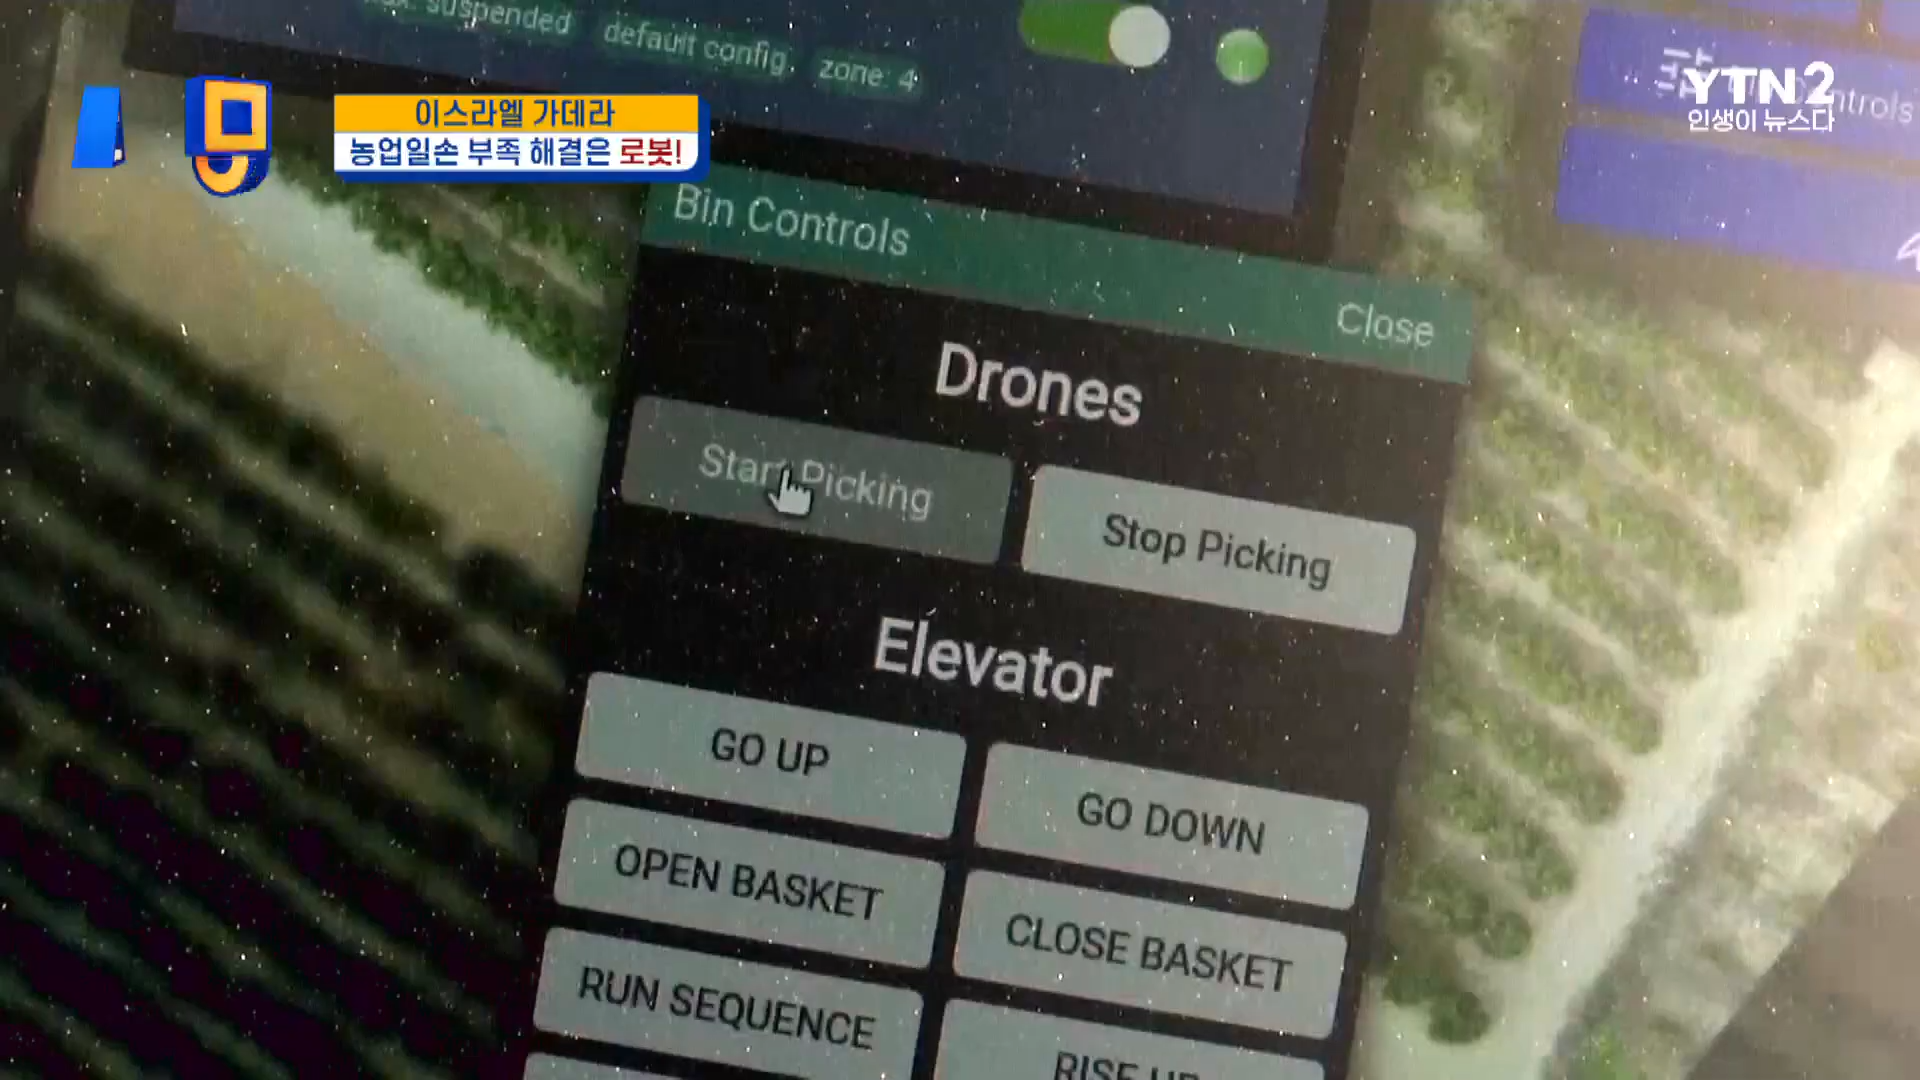 suspended default config. zone: 4
이스라엘 가데라
농업일손 부족 해결은 로봇!
YTN2
인생이 뉴스다
Bin Controls
Close
Drones
Start Picking
Stop Picking
Elevator
GO UP
GO DOWN
OPEN BASKET
CLOSE BASKET
RUN SEQUENCE
RISE UP